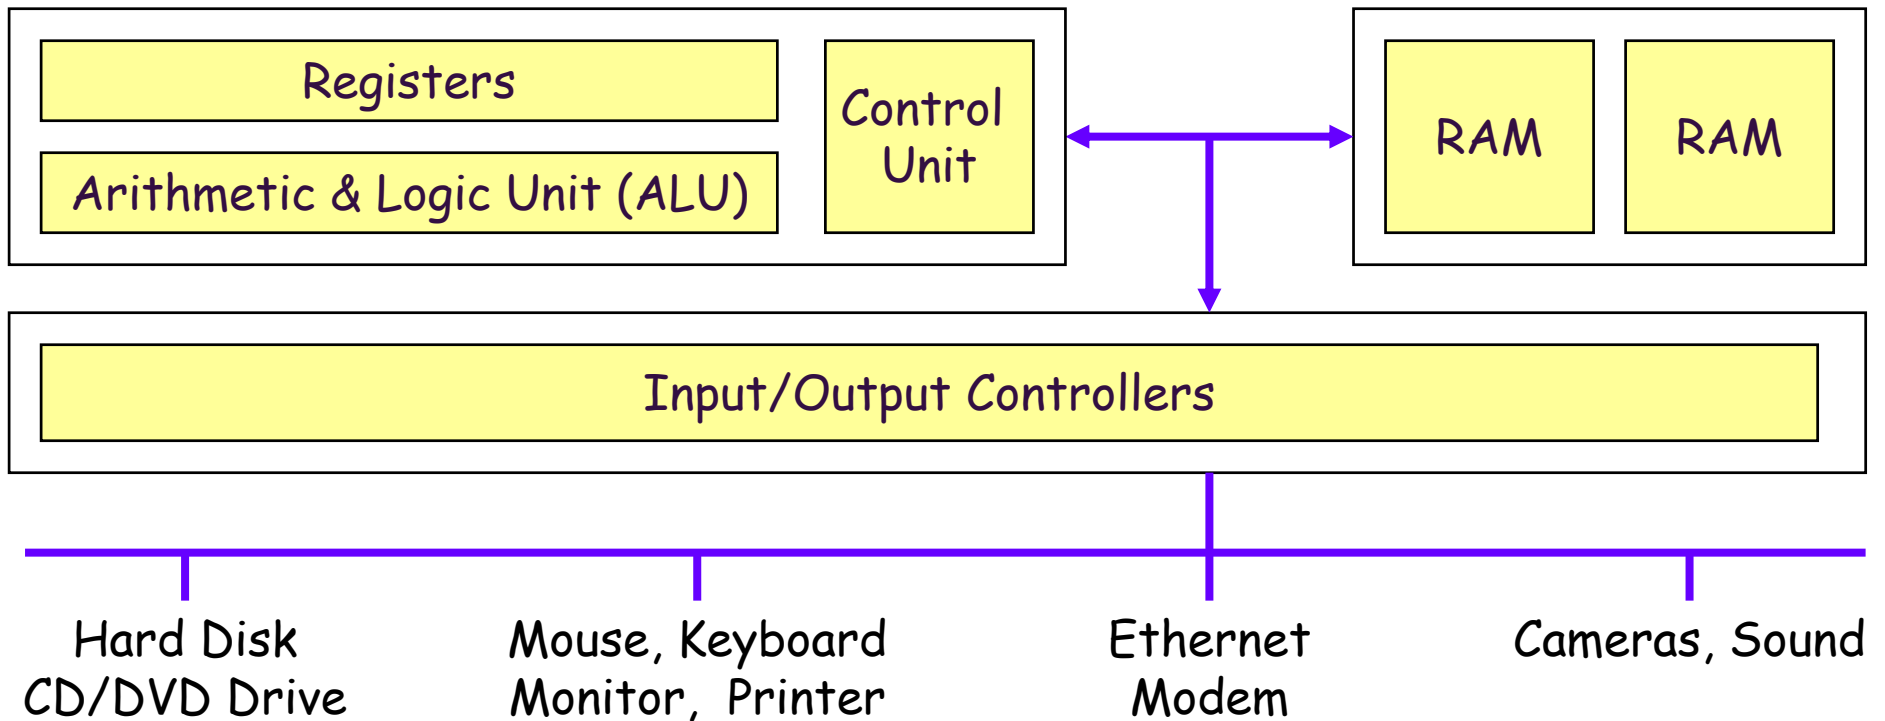 Registers
Arithmetic & Logic Unit (ALU)
Control
Unit
RAM
RAM
Input/Output Controllers
Hard Disk
CD/DVD Drive
Mouse, Keyboard
Monitor, Printer
Ethernet
Modem
Cameras, Sound